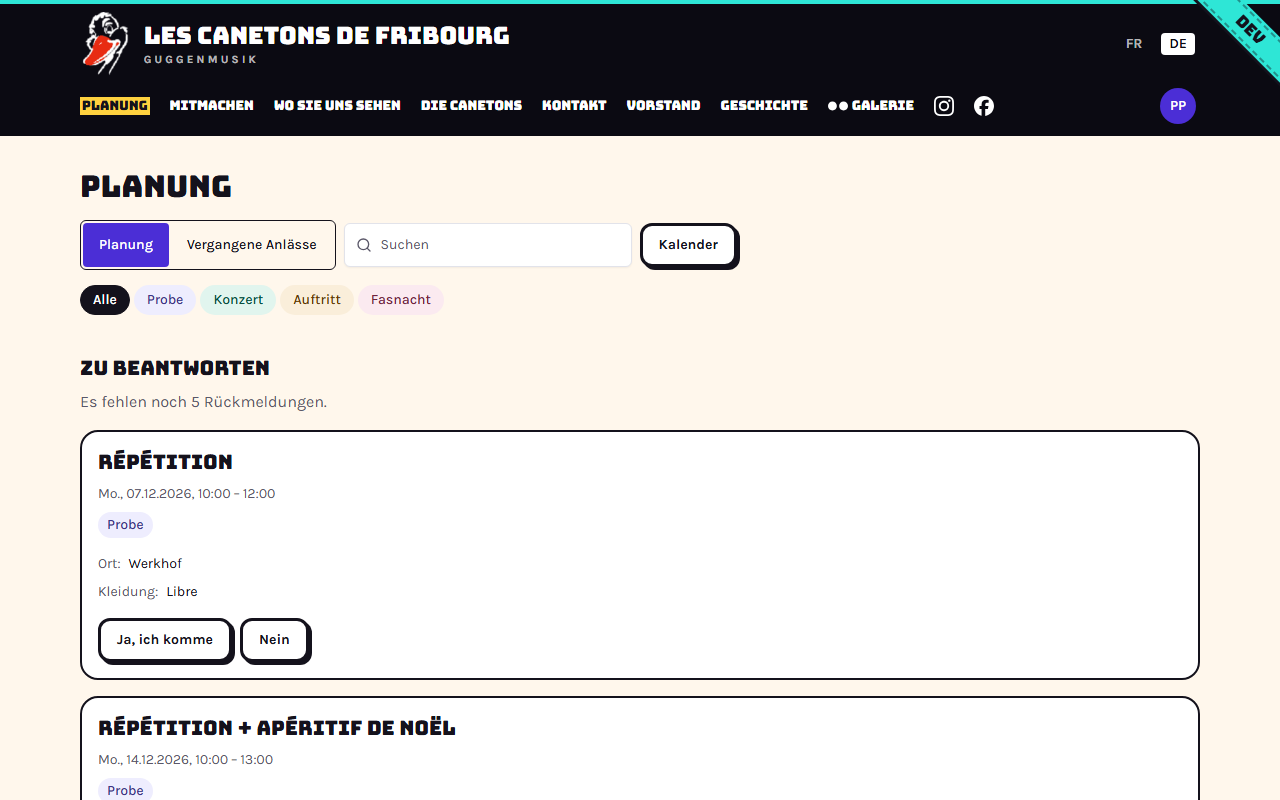 LES CANETONS DE FRIBOURG
GUGGENMUSIK
FR
DE
DEV
PLANUNG
MITMACHEN
WO SIE UNS SEHEN
DIE CANETONS
KONTAKT
VORSTAND
GESCHICHTE
GALERIE
PP
PLANUNG
Planung
Vergangene Anlässe
Suchen
Kalender
Alle
Probe
Konzert
Auftritt
Fasnacht
ZU BEANTWORTEN
Es fehlen noch 5 Rückmeldungen.
RÉPÉTITION
Mo., 07.12.2026, 10:00 – 12:00
Probe
Ort: Werkhof
Kleidung: Libre
Ja, ich komme
Nein
RÉPÉTITION + APÉRITIF DE NOËL
Mo., 14.12.2026, 10:00 – 13:00
Probe